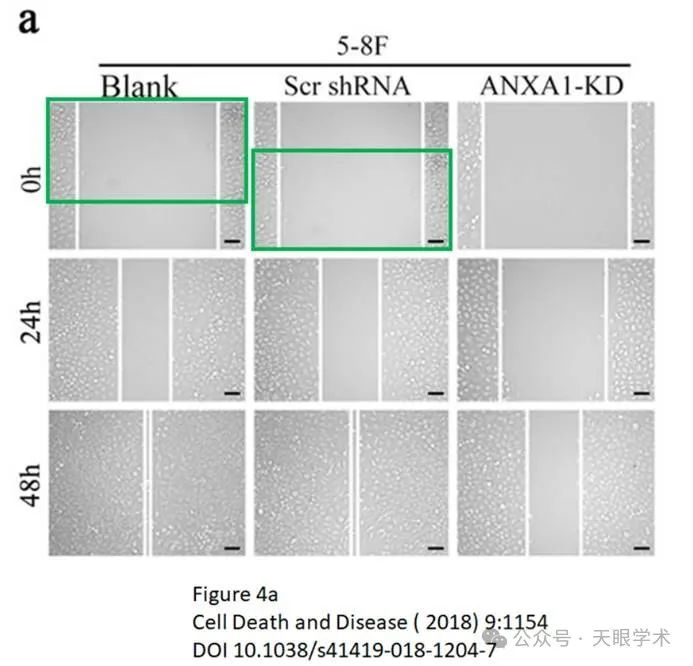 a
5-8F
Blank Scr shRNA ANXA1-KD
0h
24h
48h
Figure 4a
Cell Death and Disease ( 2018) 9:1154
DOI 10.1038/s41419-018-1204-7
公众号 · 天眼学术